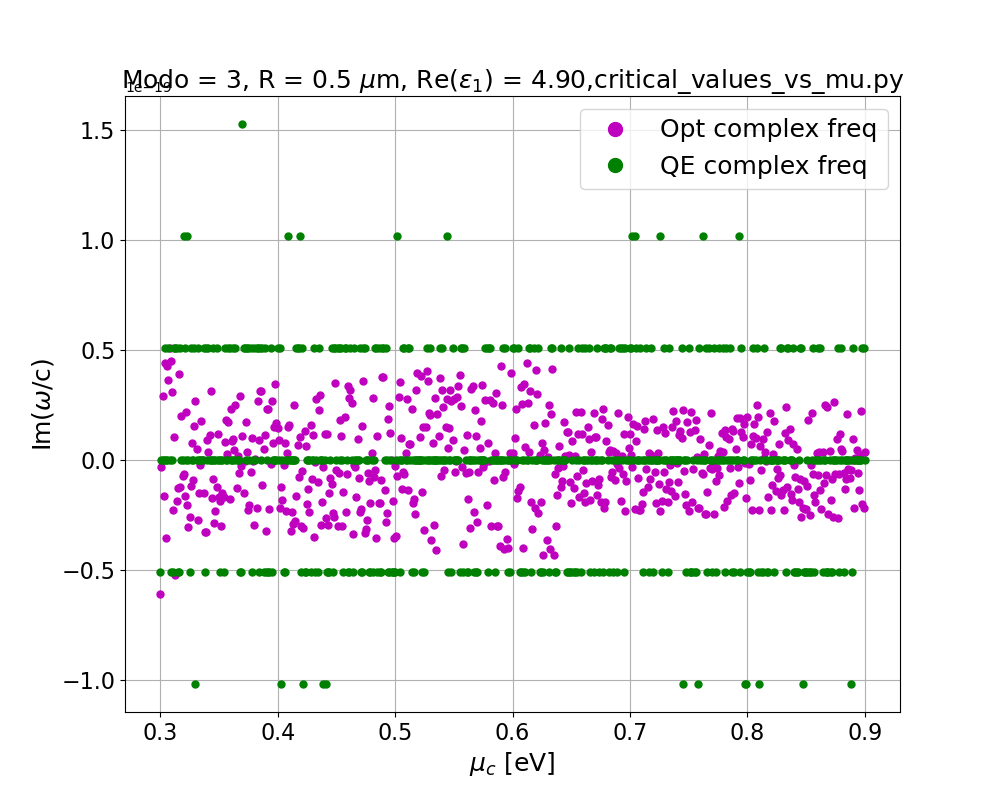 Modo = 3, R = 0.5 μm, Re(ε₁) = 4.90,critical_values_vs_mu.py
1e−19
Opt complex freq
QE complex freq
Im(ω/c)
1.5
1.0
0.5
0.0
−0.5
−1.0
0.3 0.4 0.5 0.6 0.7 0.8 0.9
μc [eV]